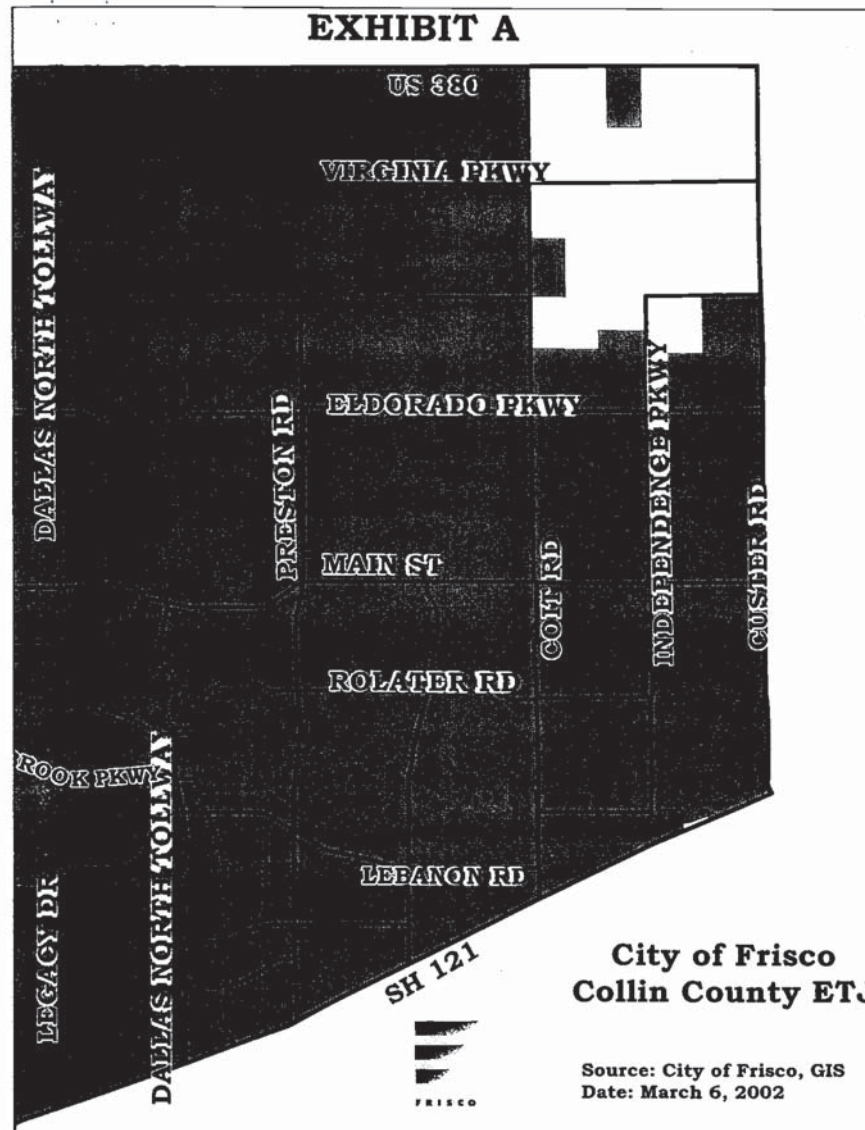 EXHIBIT A
US 380
VIRGINIA PKWY
DALLAS NORTH TOLLWAY
PRESTON RD
ELDORADO PKWY
INDEPENDENCE PKWY
MAIN ST
COIT RD
CUSTER RD
ROLATER RD
ROOK PKWY
DALLAS NORTH TOLLWAY
LEGACY DR
LEBANON RD
SH 121
City of Frisco
Collin County ETJ
FRISCO
Source: City of Frisco, GIS
Date: March 6, 2002